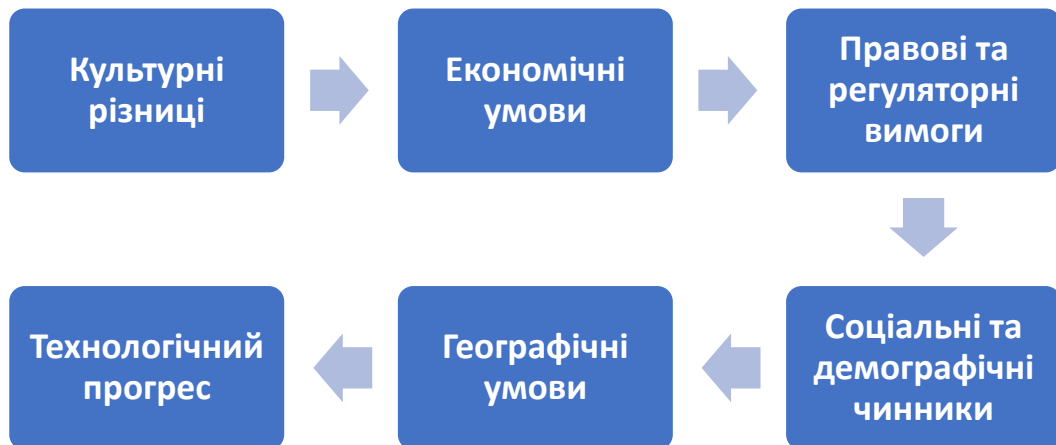 Культурні
різниці
Економічні
умови
Правові та
регуляторні
вимоги
Соціальні та
демографічні
чинники
Географічні
умови
Технологічний
прогрес